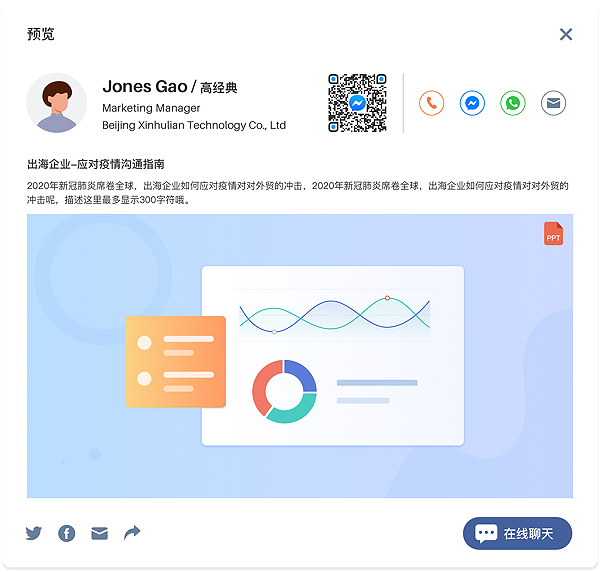 预览
Jones Gao / 高经典
Marketing Manager
Beijing Xinhulian Technology Co., Ltd
出海企业–应对疫情沟通指南
2020年新冠肺炎席卷全球，出海企业如何应对疫情对对外贸的冲击，2020年新冠肺炎席卷全球，出海企业如何应对疫情对对外贸的
冲击呢，描述这里最多显示300字符哦。
PPT
在线聊天